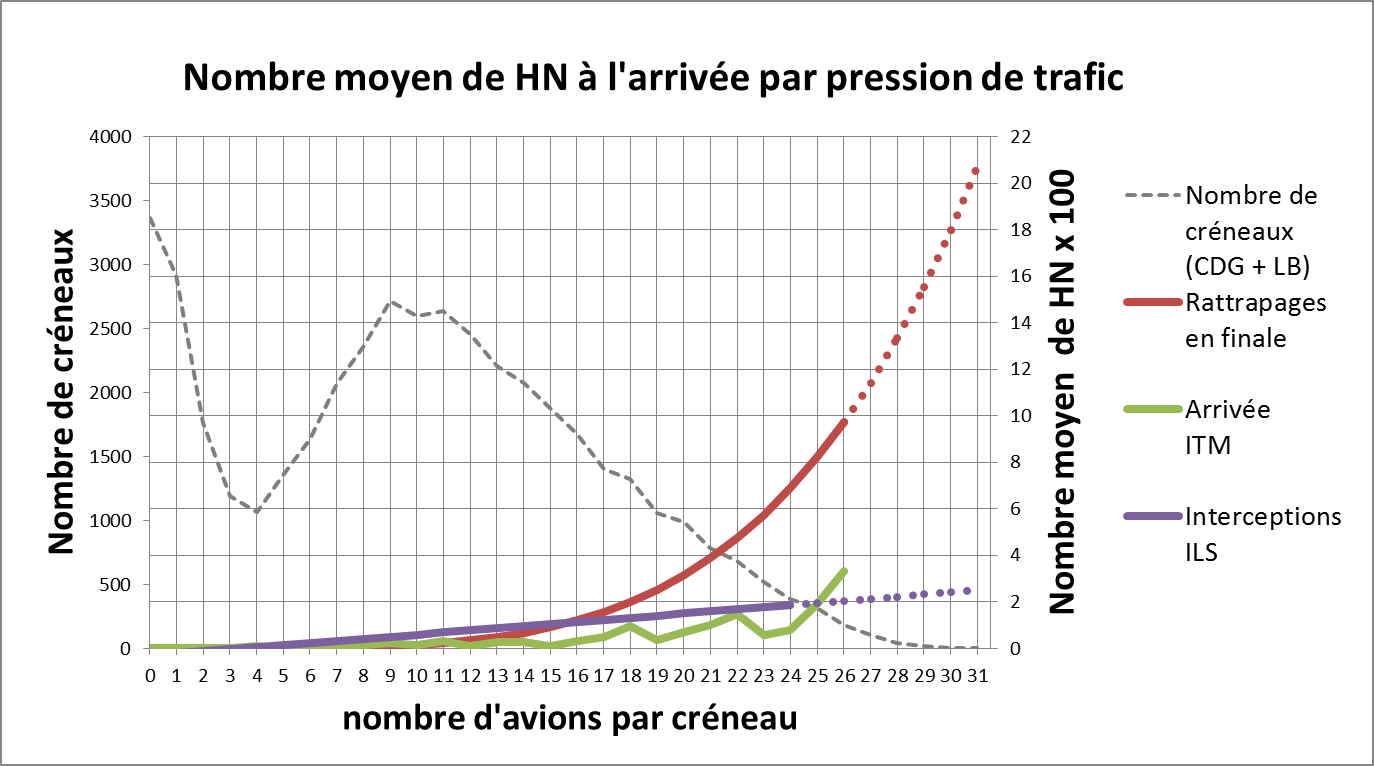 Nombre moyen de HN à l'arrivée par pression de trafic
4000
3500
3000
2500
2000
1500
1000
500
0
Nombre de créneaux
22
20
18
16
14
12
10
8
6
4
2
0
Nombre moyen de HN x 100
0 1 2 3 4 5 6 7 8 9 10 11 12 13 14 15 16 17 18 19 20 21 22 23 24 25 26 27 28 29 30 31
nombre d'avions par créneau
Nombre de
créneaux
(CDG + LB)
Rattrapages
en finale
Arrivée
ITM
Interceptions
ILS